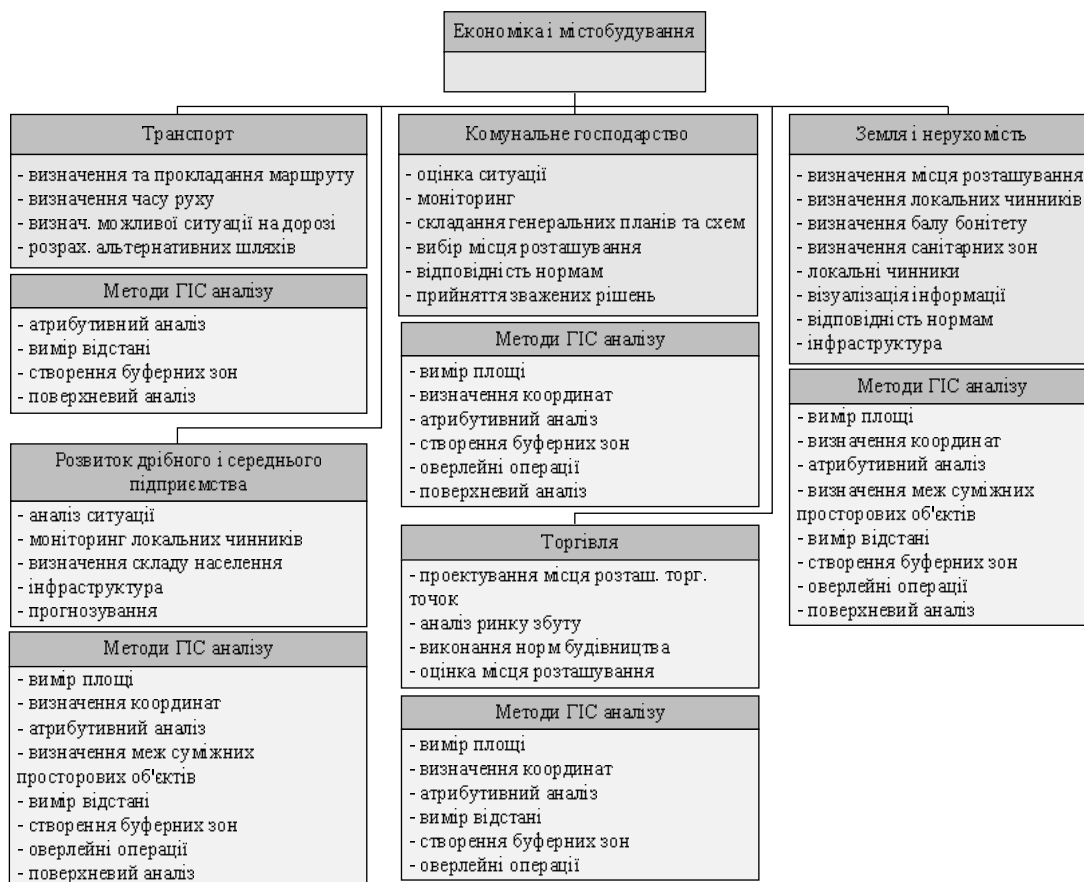 Економіка і містобудування
Транспорт
- визначення та прокладання маршруту
- визначення часу руху
- визнач. можливої ситуації на дорозі
- розрах. альтернативних шляхів
Методи ГІС аналізу
- атрибутивний аналіз
- вимір відстані
- створення буферних зон
- поверхневий аналіз
Розвиток дрібного і середнього
підприємства
- аналіз ситуації
- моніторинг локальних чинників
- визначення складу населення
- інфраструктура
- прогнозування
Методи ГІС аналізу
- вимір площі
- визначення координат
- атрибутивний аналіз
- визначення меж суміжних
просторових об'єктів
- вимір відстані
- створення буферних зон
- оверлейні операції
- поверхневий аналіз
Комунальне господарство
- оцінка ситуації
- моніторинг
- складання генеральних планів та схем
- вибір місця розташування
- відповідність нормам
- прийняття зважених рішень
Методи ГІС аналізу
- вимір площі
- визначення координат
- атрибутивний аналіз
- створення буферних зон
- оверлейні операції
- поверхневий аналіз
Торгівля
- проектування місця розташ. торг.
точок
- аналіз ринку збуту
- виконання норм будівництва
- оцінка місця розташування
Методи ГІС аналізу
- вимір площі
- визначення координат
- атрибутивний аналіз
- вимір відстані
- створення буферних зон
- оверлейні операції
Земля і нерухомість
- визначення місця розташування
- визначення локальних чинників
- визначення балу бонітету
- визначення санітарних зон
- локальні чинники
- візуалізація інформації
- відповідність нормам
- інфраструктура
Методи ГІС аналізу
- вимір площі
- визначення координат
- атрибутивний аналіз
- визначення меж суміжних
просторових об'єктів
- вимір відстані
- створення буферних зон
- оверлейні операції
- поверхневий аналіз